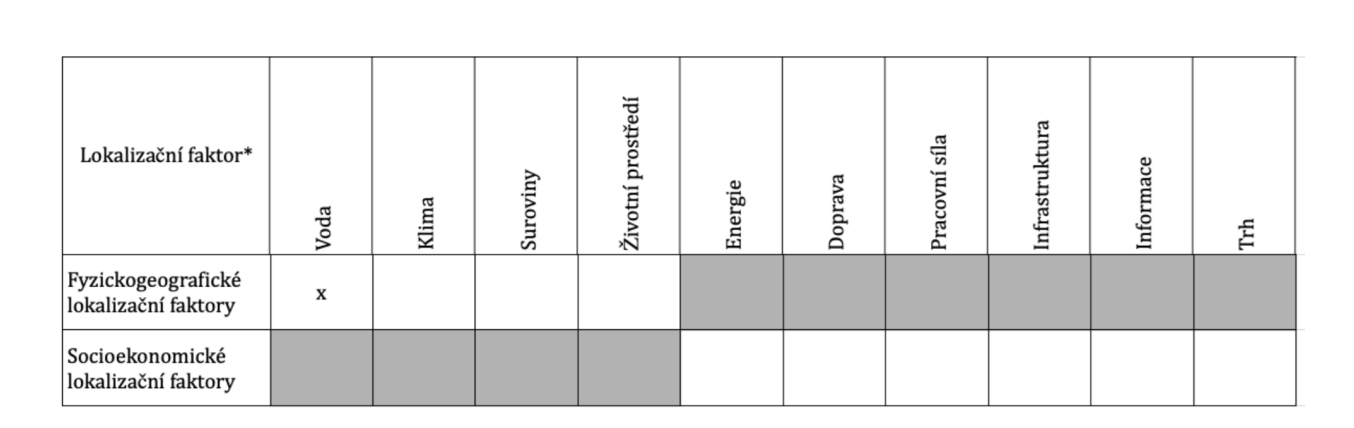 Lokalizační faktor*
Voda
Klima
Suroviny
Životní prostředí
Energie
Doprava
Pracovní síla
Infrastruktura
Informace
Trh
Fyzickogeografické
lokalizační faktory
x
Socioekonomické
lokalizační faktory